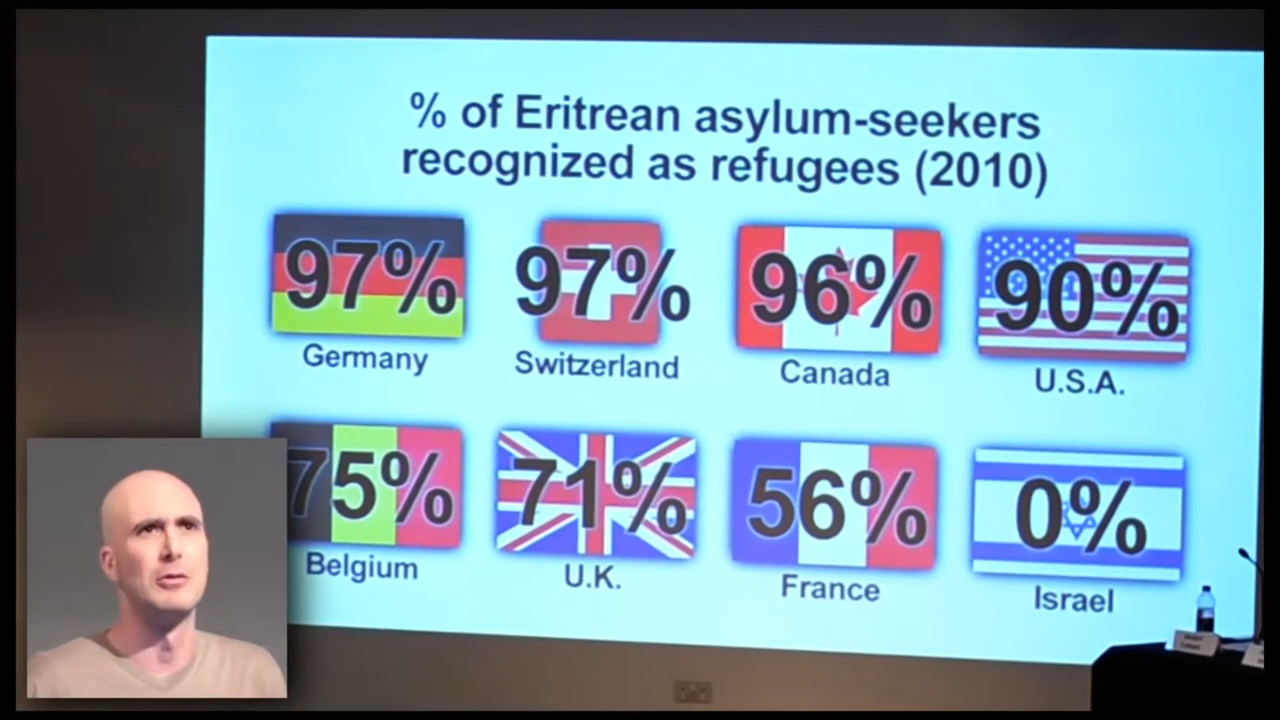 % of Eritrean asylum-seekers
recognized as refugees (2010)
97% 97% 96% 90%
Germany Switzerland Canada U.S.A.
75% 71% 56% 0%
Belgium U.K. France Israel